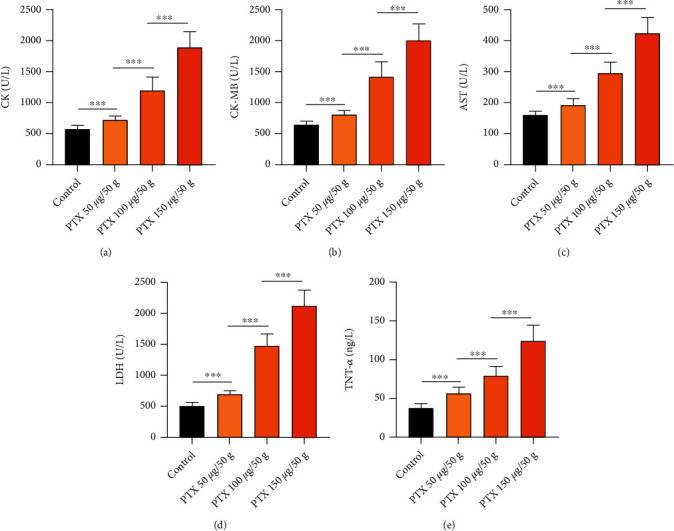 2500
2000
1500
1000
500
0
CK (U/L)
***
***
***
Control
PTX 50 µg/50 g
PTX 100 µg/50 g
PTX 150 µg/50 g
(a)
2500
2000
1500
1000
500
0
CK-MB (U/L)
***
***
***
Control
PTX 50 µg/50 g
PTX 100 µg/50 g
PTX 150 µg/50 g
(b)
500
400
300
200
100
0
AST (U/L)
***
***
***
Control
PTX 50 µg/50 g
PTX 100 µg/50 g
PTX 150 µg/50 g
(c)
2500
2000
1500
1000
500
0
LDH (U/L)
***
***
***
Control
PTX 50 µg/50 g
PTX 100 µg/50 g
PTX 150 µg/50 g
(d)
200
150
100
50
0
TNT-α (ng/L)
***
***
***
Control
PTX 50 µg/50 g
PTX 100 µg/50 g
PTX 150 µg/50 g
(e)